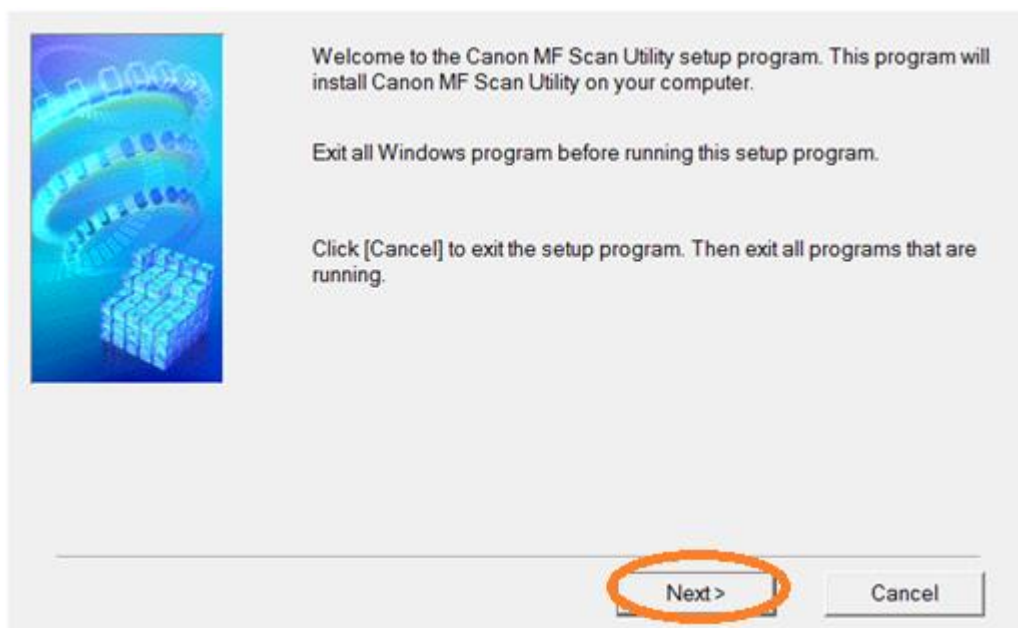 Welcome to the Canon MF Scan Utility setup program. This program will
install Canon MF Scan Utility on your computer.
Exit all Windows program before running this setup program.
Click [Cancel] to exit the setup program. Then exit all programs that are
running.
Next >
Cancel